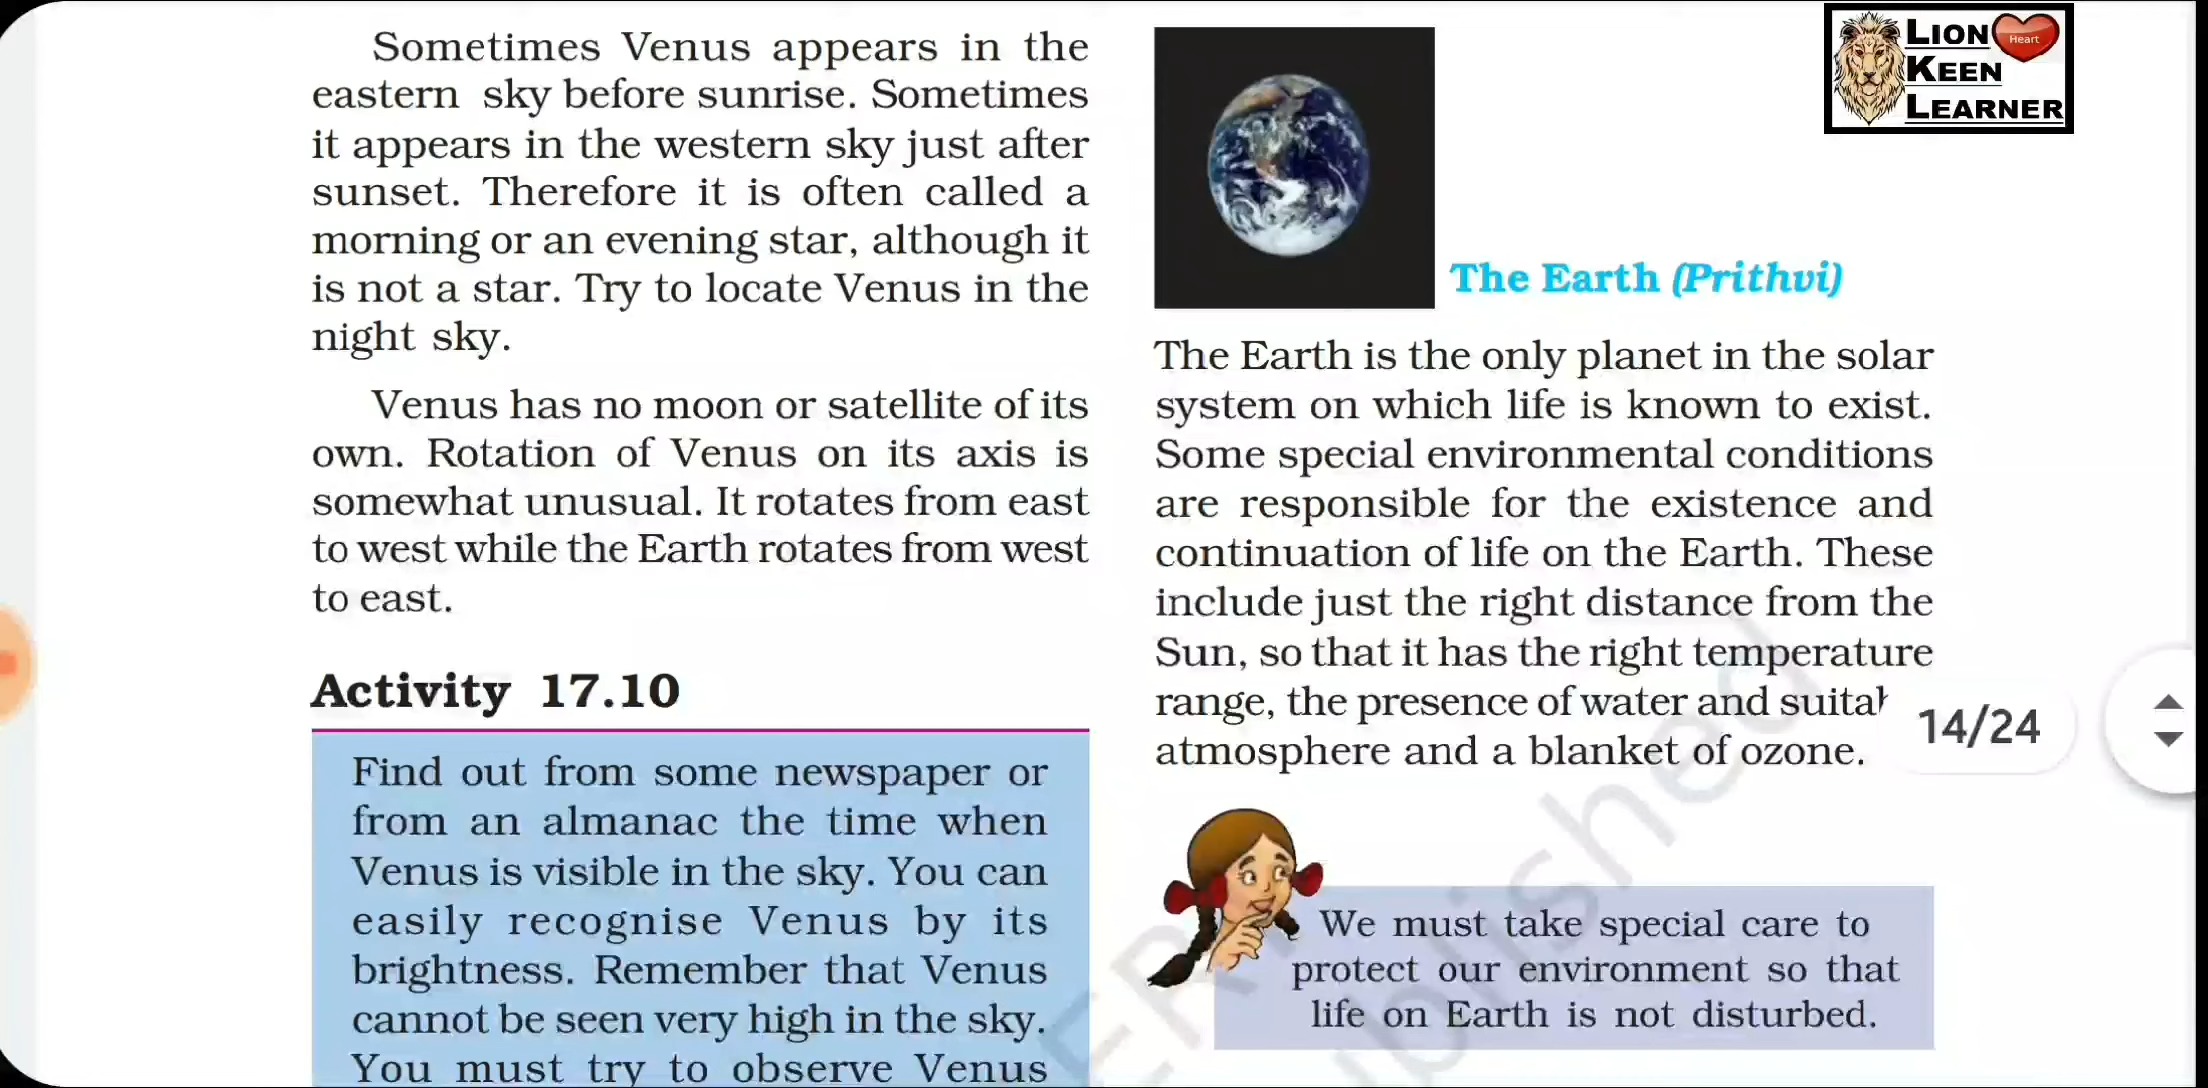 Sometimes Venus appears in the
eastern sky before sunrise. Sometimes
it appears in the western sky just after
sunset. Therefore it is often called a
morning or an evening star, although it
is not a star. Try to locate Venus in the
night sky.
Venus has no moon or satellite of its
own. Rotation of Venus on its axis is
somewhat unusual. It rotates from east
to west while the Earth rotates from west
to east.
Activity 17.10
Find out from some newspaper or
from an almanac the time when
Venus is visible in the sky. You can
easily recognise Venus by its
brightness. Remember that Venus
cannot be seen very high in the sky.
You must try to observe Venus
LION Heart
KEEN
LEARNER
The Earth (Prithvi)
The Earth is the only planet in the solar
system on which life is known to exist.
Some special environmental conditions
are responsible for the existence and
continuation of life on the Earth. These
include just the right distance from the
Sun, so that it has the right temperature
range, the presence of water and
atmosphere and a blanket of ozone.
14/24
We must take special care to
protect our environment so that
life on Earth is not disturbed.